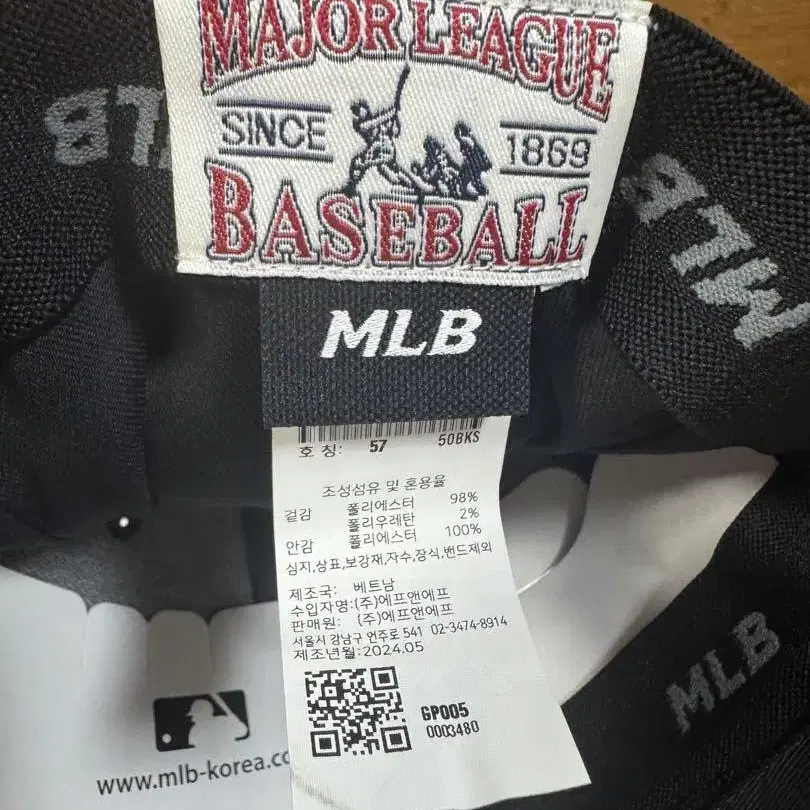 MAJOR LEAGUE
SINCE 1869
BASEBALL
MLB
MLB
MLB
호 칭: 57 50BKS
조성섬유 및 혼용율
겉감 폴리에스터 98%
폴리우레탄 2%
안감 폴리에스터 100%
심지,상표,보강재,자수,장식,밴드제외
제조국: 베트남
수입자명:(주)에프앤에프
판매원: (주)에프앤에프
서울시 강남구 언주로 541 02-3474-8914
제조년월:2024.05
GP005
0003480
MLB
www.mlb-korea.co